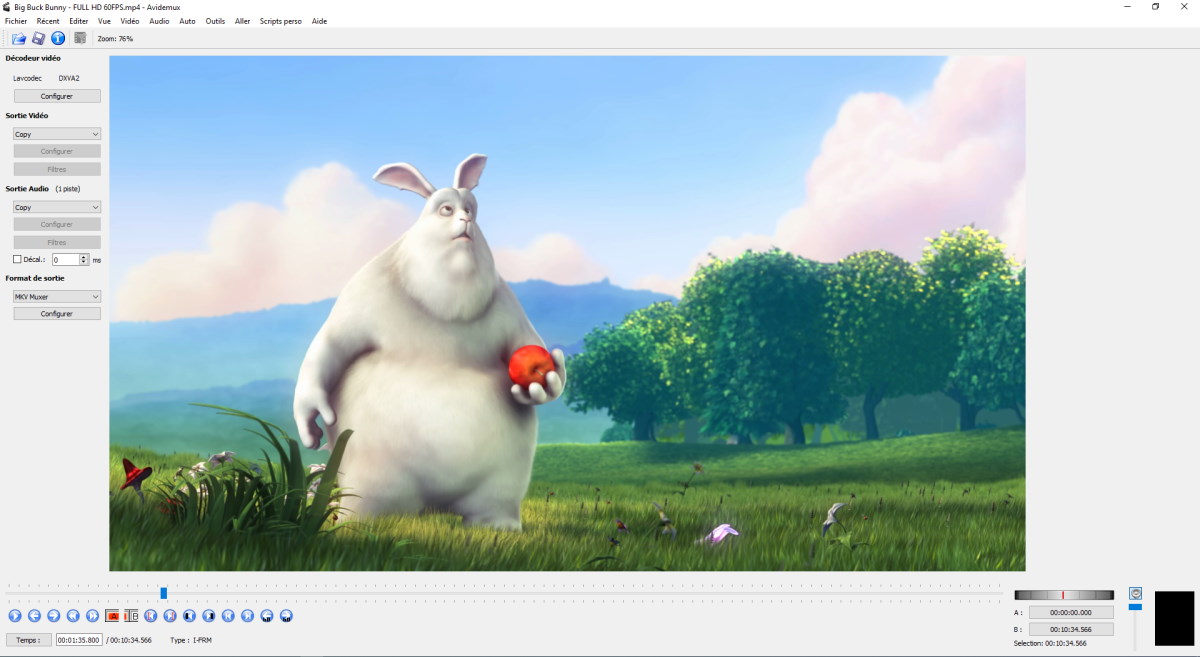 Big Buck Bunny - FULL HD 60FPS.mp4 - Avidemux
Fichier Récent Editer Vue Vidéo Audio Auto Outils Aller Scripts perso Aide
Zoom: 76%
Décodeur vidéo
Lavcodec DXVA2
Configurer
Sortie Vidéo
Copy
Configurer
Filtres
Sortie Audio (1 piste)
Copy
Configurer
Filtres
Décal.: 0 ms
Format de sortie
MKV Muxer
Configurer
A B
A : 00:00:00.000
B : 00:10:34.566
Selection: 00:10:34.566
Temps : 00:01:35.800 / 00:10:34.566 Type : I-FRM